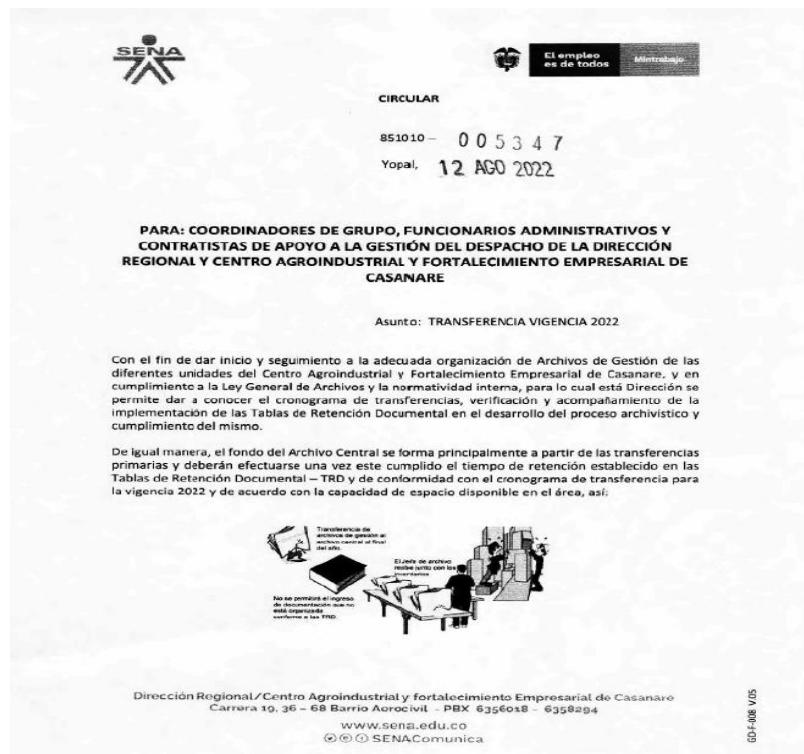 SENA
El empleo
es de todos
Mintrabajo
CIRCULAR
851010 – 005347
Yopal, 12 AGO 2022
PARA: COORDINADORES DE GRUPO, FUNCIONARIOS ADMINISTRATIVOS Y
CONTRATISTAS DE APOYO A LA GESTIÓN DEL DESPACHO DE LA DIRECCIÓN
REGIONAL Y CENTRO AGROINDUSTRIAL Y FORTALECIMIENTO EMPRESARIAL DE
CASANARE
Asunto: TRANSFERENCIA VIGENCIA 2022
Con el fin de dar inicio y seguimiento a la adecuada organización de Archivos de Gestión de las
diferentes unidades del Centro Agroindustrial y Fortalecimiento Empresarial de Casanare, y en
cumplimiento a la Ley General de Archivos y la normatividad interna, para lo cual está Dirección se
permite dar a conocer el cronograma de transferencias, verificación y acompañamiento de la
implementación de las Tablas de Retención Documental en el desarrollo del proceso archivístico y
cumplimiento del mismo.
De igual manera, el fondo del Archivo Central se forma principalmente a partir de las transferencias
primarias y deberán efectuarse una vez este cumplido el tiempo de retención establecido en las
Tablas de Retención Documental – TRD y de conformidad con el cronograma de transferencia para
la vigencia 2022 y de acuerdo con la capacidad de espacio disponible en el área, así:
Transferencia de
archivos de gestión al
archivo central al final
del año.
El Jefe de archivo
recibe junto con los
inventarios
No se permitirá el ingreso
de documentación que no
está organizada
conforme a las TRD.
Dirección Regional/Centro Agroindustrial y fortalecimiento Empresarial de Casanare
Carrera 19, 36 – 68 Barrio Aerocivil - PBX 6356018 - 6358294
www.sena.edu.co
SENAComunica
GD-F-008 V.05